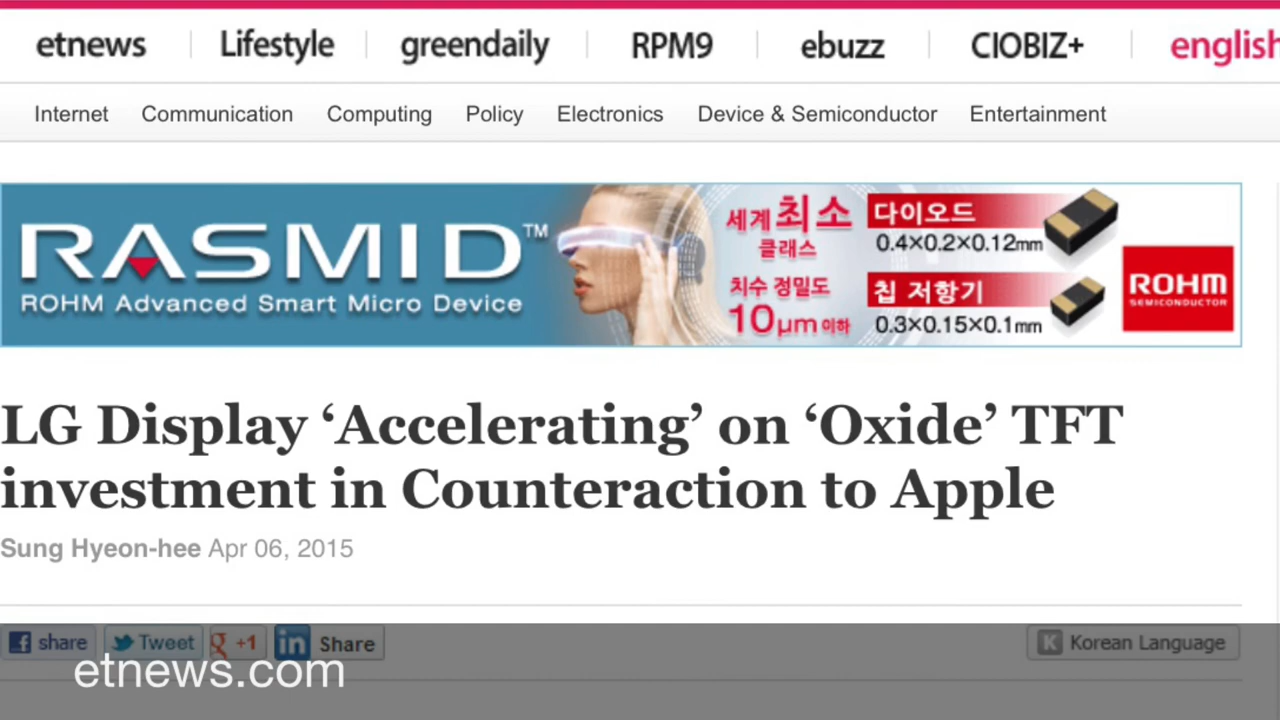 etnews Lifestyle greendaily RPM9 ebuzz CIOBIZ+ english
Internet Communication Computing Policy Electronics Device & Semiconductor Entertainment
RASMID™
ROHM Advanced Smart Micro Device
세계 최소
클래스
치수 정밀도
10μm 이하
다이오드
0.4×0.2×0.12mm
칩 저항기
0.3×0.15×0.1mm
ROHM
SEMICONDUCTOR
LG Display ‘Accelerating’ on ‘Oxide’ TFT
investment in Counteraction to Apple
Sung Hyeon-hee Apr 06, 2015
share Tweet +1 Share K Korean Language
etnews.com